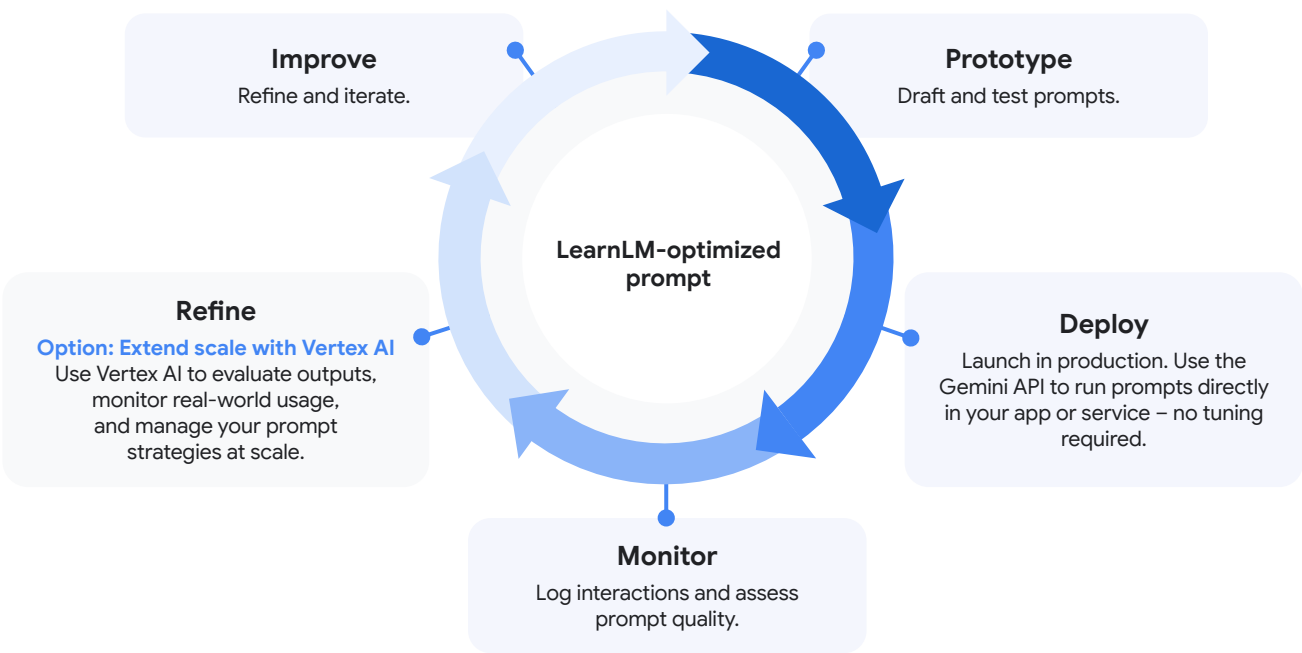 Improve
Refine and iterate.
Prototype
Draft and test prompts.
LearnLM-optimized
prompt
Refine
Option: Extend scale with Vertex AI
Use Vertex AI to evaluate outputs,
monitor real-world usage,
and manage your prompt
strategies at scale.
Deploy
Launch in production. Use the
Gemini API to run prompts directly
in your app or service – no tuning
required.
Monitor
Log interactions and assess
prompt quality.